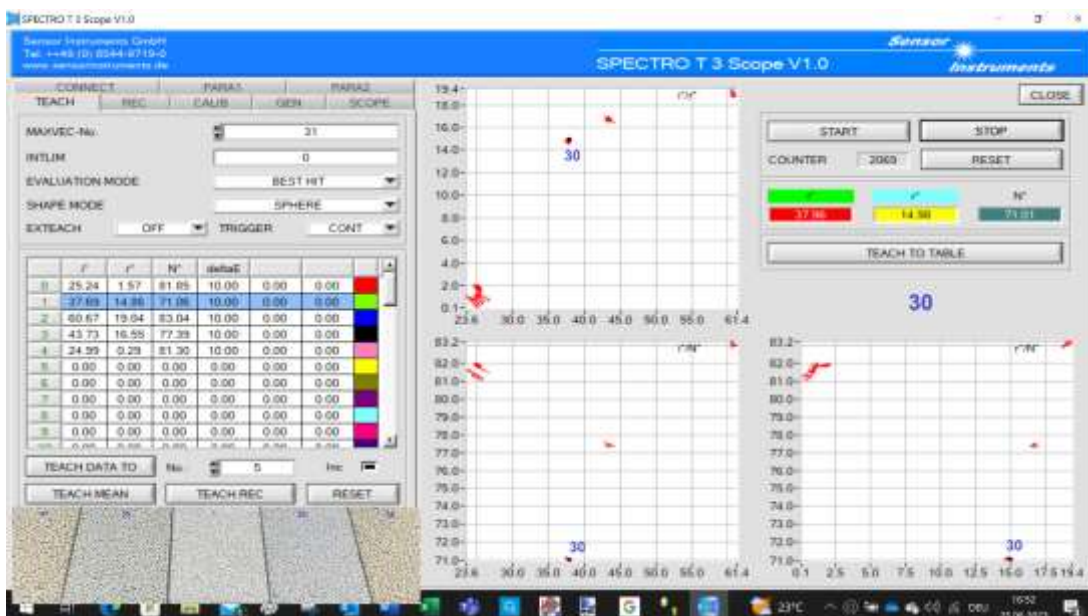 SPECTRO T 3 Scope V1.0
Sensor Instruments GmbH
Tel. ++49 (0) 8544-9719-0
www.sensorinstruments.de
SPECTRO T 3 Scope V1.0
Sensor
Instruments
CONNECT PARA1 PARA2
TEACH REC CALIB GEN SCOPE
MAXVEC-No. 31
INTLIM 0
EVALUATION MODE BEST HIT
SHAPE MODE SPHERE
EXTEACH OFF TRIGGER CONT
N* deltaE
0 25.24 1.57 81.85 10.00 0.00 0.00
1 37.89 14.86 71.06 10.00 0.00 0.00
2 60.67 19.04 83.04 10.00 0.00 0.00
3 43.73 16.55 77.39 10.00 0.00 0.00
4 24.99 0.29 81.30 10.00 0.00 0.00
5 0.00 0.00 0.00 0.00 0.00 0.00
6 0.00 0.00 0.00 0.00 0.00 0.00
7 0.00 0.00 0.00 0.00 0.00 0.00
8 0.00 0.00 0.00 0.00 0.00 0.00
9 0.00 0.00 0.00 0.00 0.00 0.00
TEACH DATA TO No. 5 Inc
TEACH MEAN TEACH REC RESET
19.4
18.0
16.0
14.0
12.0
10.0
8.0
6.0
4.0
2.0
0.1
30
23.6 30.0 35.0 40.0 45.0 50.0 55.0 61.4
83.2
82.0
81.0
80.0
79.0
78.0
77.0
76.0
75.0
74.0
73.0
72.0
71.0
30
23.6 30.0 35.0 40.0 45.0 50.0 55.0 61.4
CLOSE
START STOP
COUNTER 2069 RESET
N*
37.96 14.98 71.01
TEACH TO TABLE
30
83.2
82.0
81.0
80.0
79.0
78.0
77.0
76.0
75.0
74.0
73.0
72.0
71.0
30
0.1 2.5 5.0 7.5 10.0 12.5 15.0 17.5 19.4
23°C
DEU
16:52